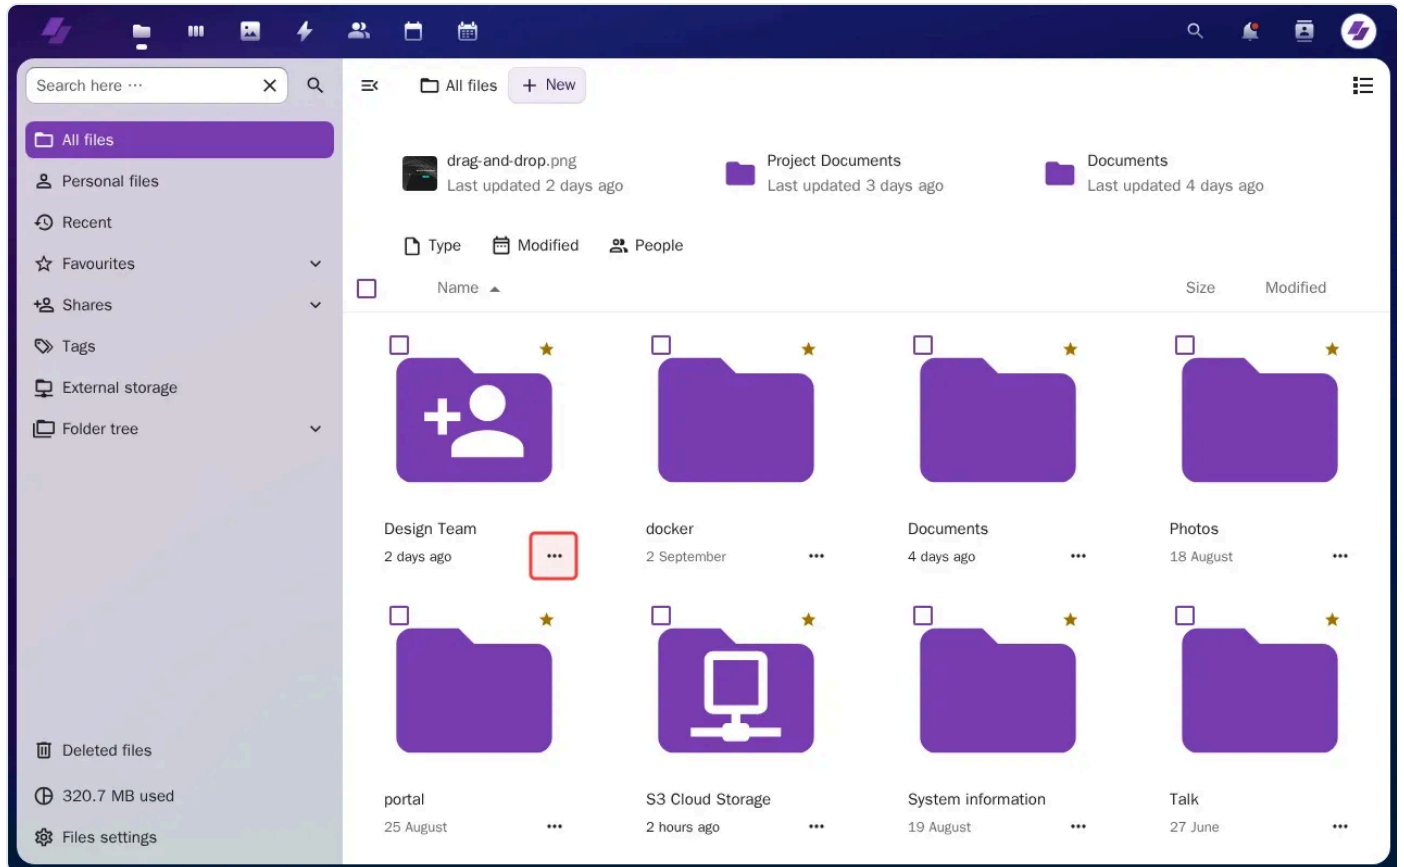 Search here ...
All files
+ New
All files
Personal files
Recent
Favourites
Shares
Tags
External storage
Folder tree
Deleted files
320.7 MB used
Files settings
drag-and-drop.png
Last updated 2 days ago
Project Documents
Last updated 3 days ago
Documents
Last updated 4 days ago
Type
Modified
People
Name
Size
Modified
Design Team
2 days ago
docker
2 September
Documents
4 days ago
Photos
18 August
portal
25 August
S3 Cloud Storage
2 hours ago
System information
19 August
Talk
27 June